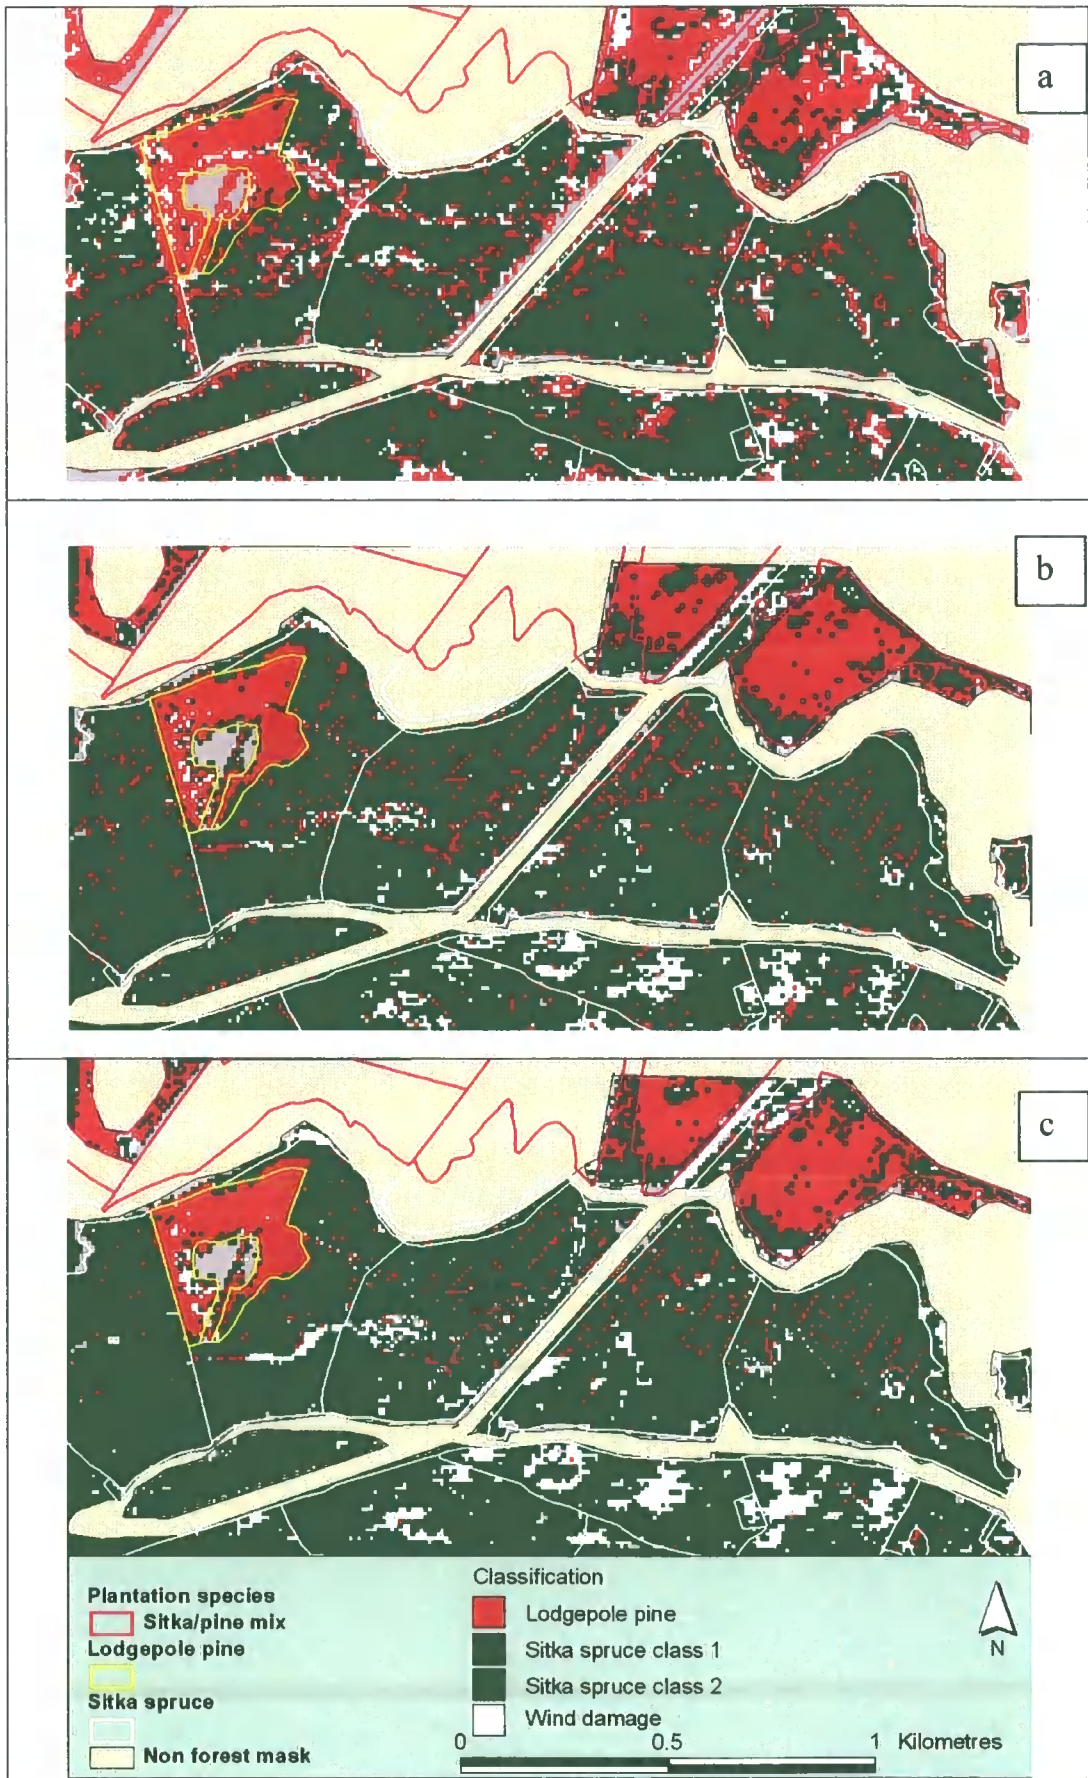 a
b
c
Plantation species
Sitka/pine mix
Lodgepole pine
Sitka spruce
Non forest mask
Classification
Lodgepole pine
Sitka spruce class 1
Sitka spruce class 2
Wind damage
N
0 0.5 1 Kilometres